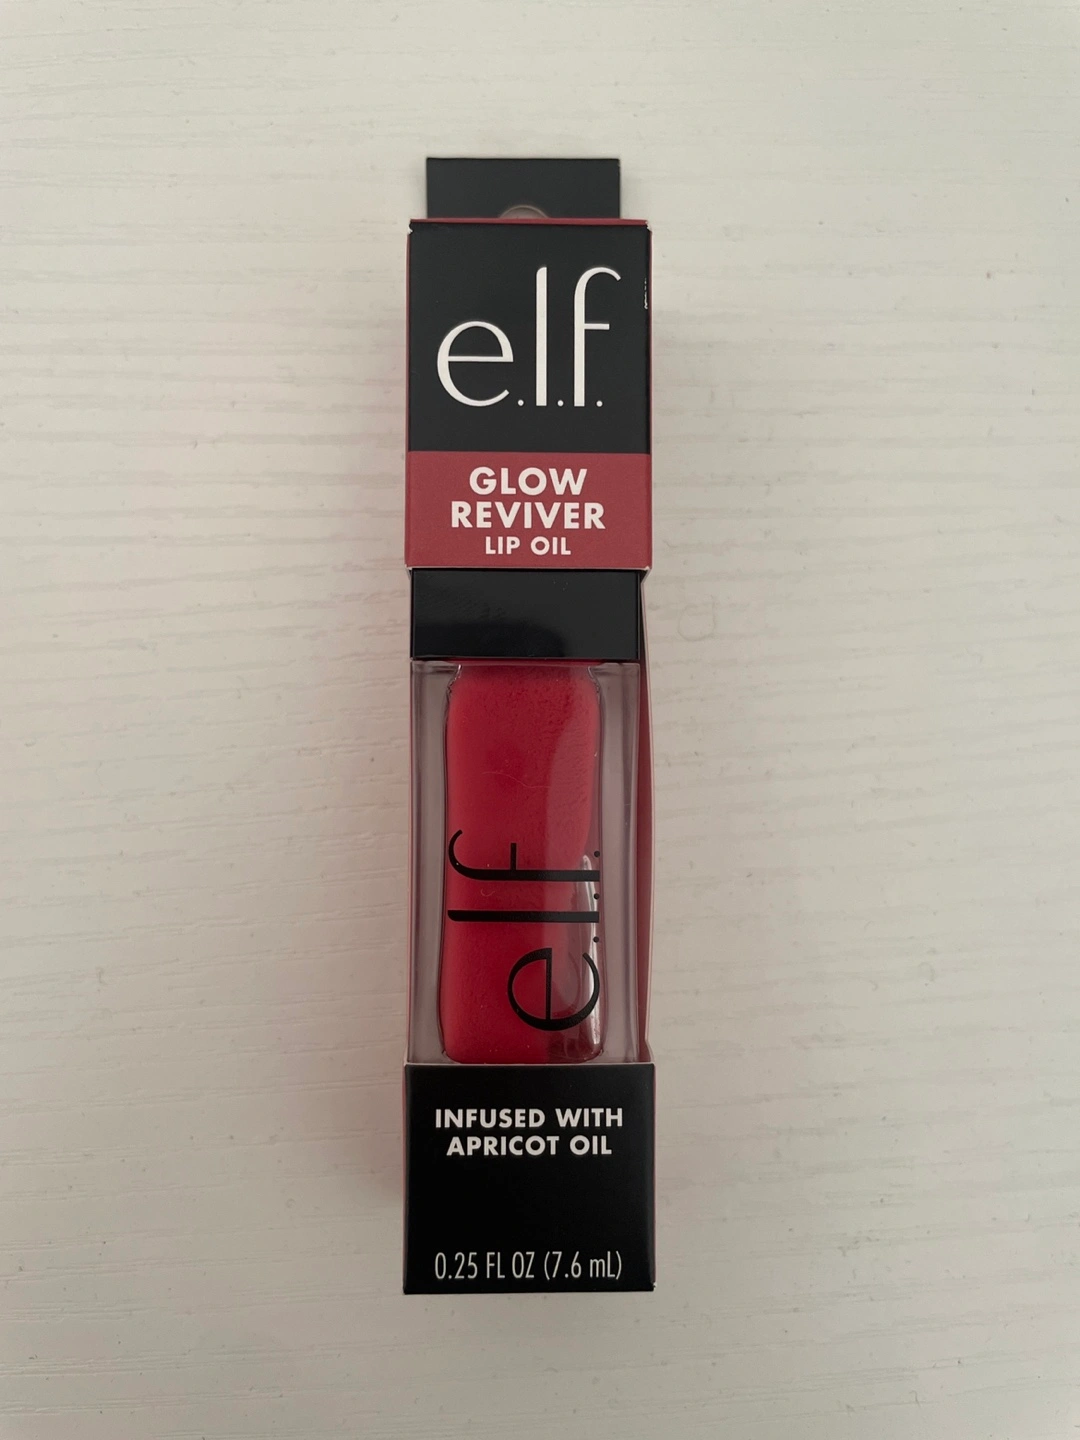 e.l.f.
GLOW
REVIVER
LIP OIL
e.l.f.
INFUSED WITH
APRICOT OIL
0.25 FL OZ (7.6 mL)